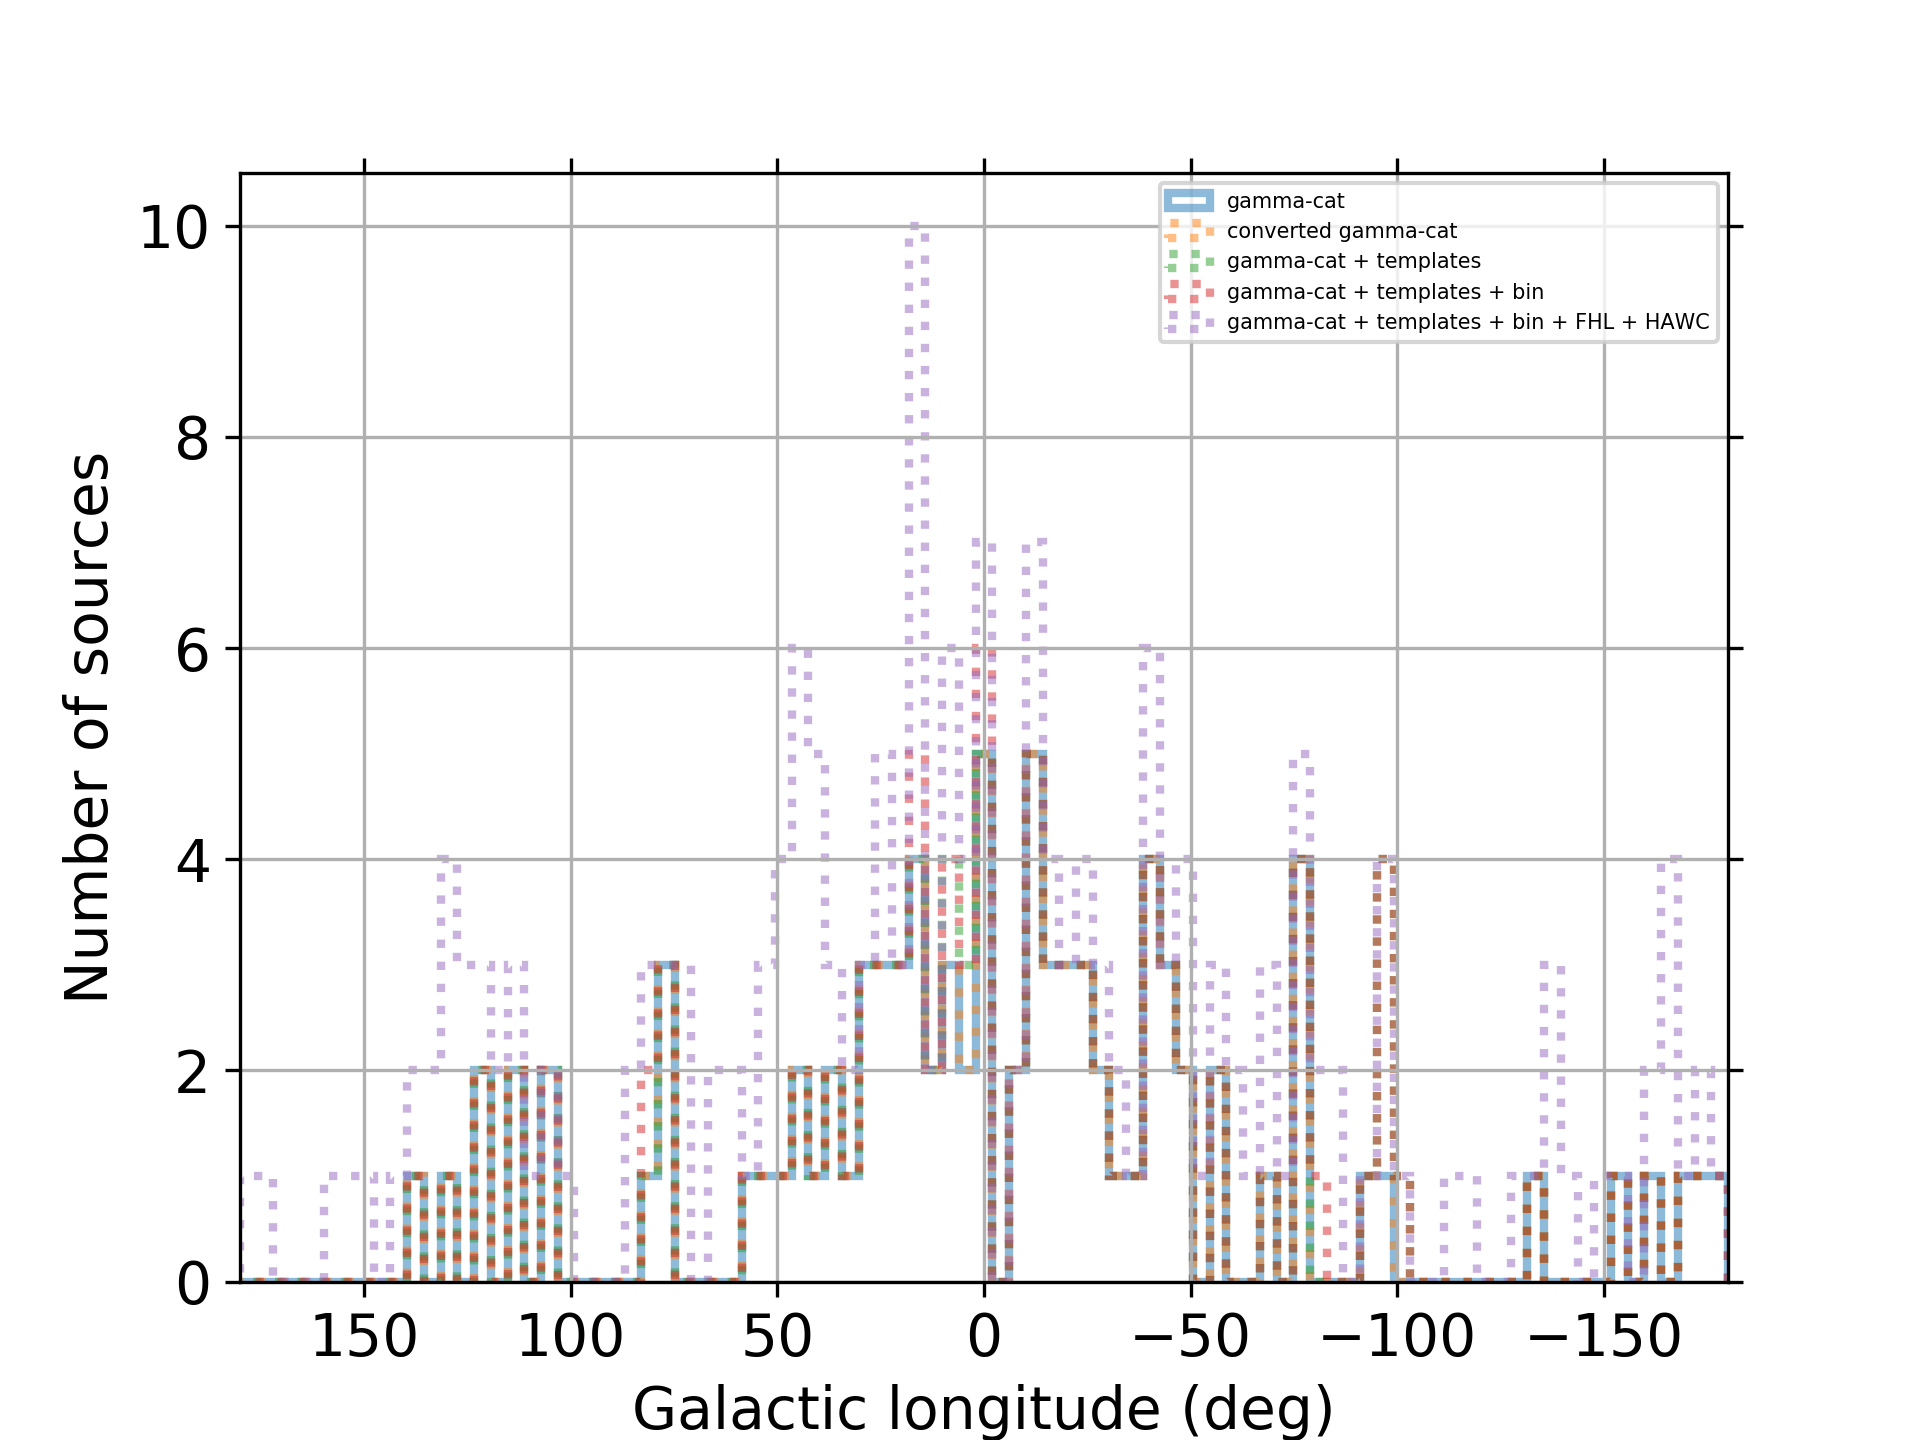 gamma-cat
converted gamma-cat
gamma-cat + templates
gamma-cat + templates + bin
gamma-cat + templates + bin + FHL + HAWC
10
8
6
4
2
0
Number of sources
150 100 50 0 −50 −100 −150
Galactic longitude (deg)